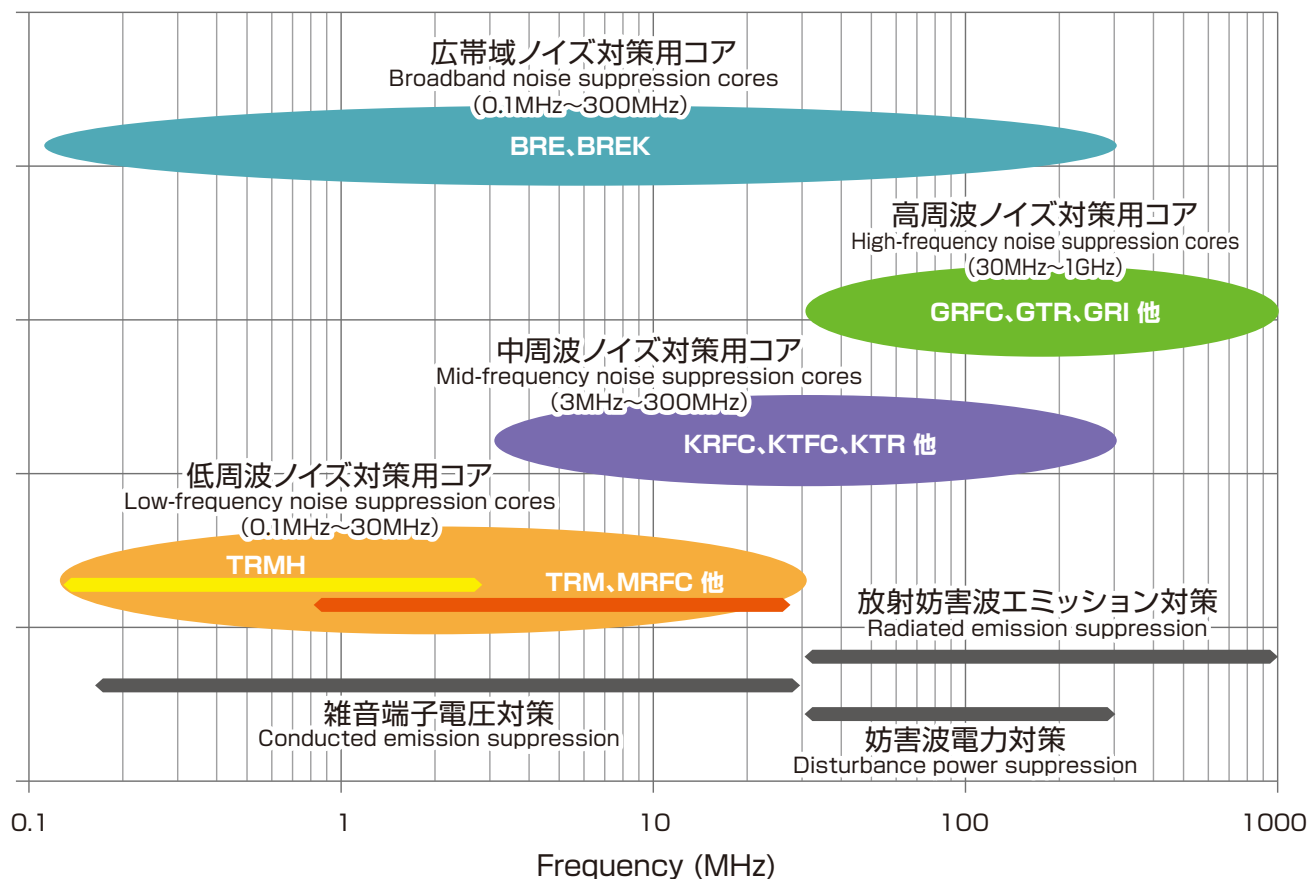 広帯域ノイズ対策用コア
Broadband noise suppression cores
(0.1MHz~300MHz)
BRE、BREK
高周波ノイズ対策用コア
High-frequency noise suppression cores
(30MHz~1GHz)
GRFC、GTR、GRI 他
中周波ノイズ対策用コア
Mid-frequency noise suppression cores
(3MHz~300MHz)
KRFC、KTFC、KTR 他
低周波ノイズ対策用コア
Low-frequency noise suppression cores
(0.1MHz~30MHz)
TRMH
TRM、MRFC 他
放射妨害波エミッション対策
Radiated emission suppression
雑音端子電圧対策
Conducted emission suppression
妨害波電力対策
Disturbance power suppression
0.1 1 10 100 1000
Frequency (MHz)